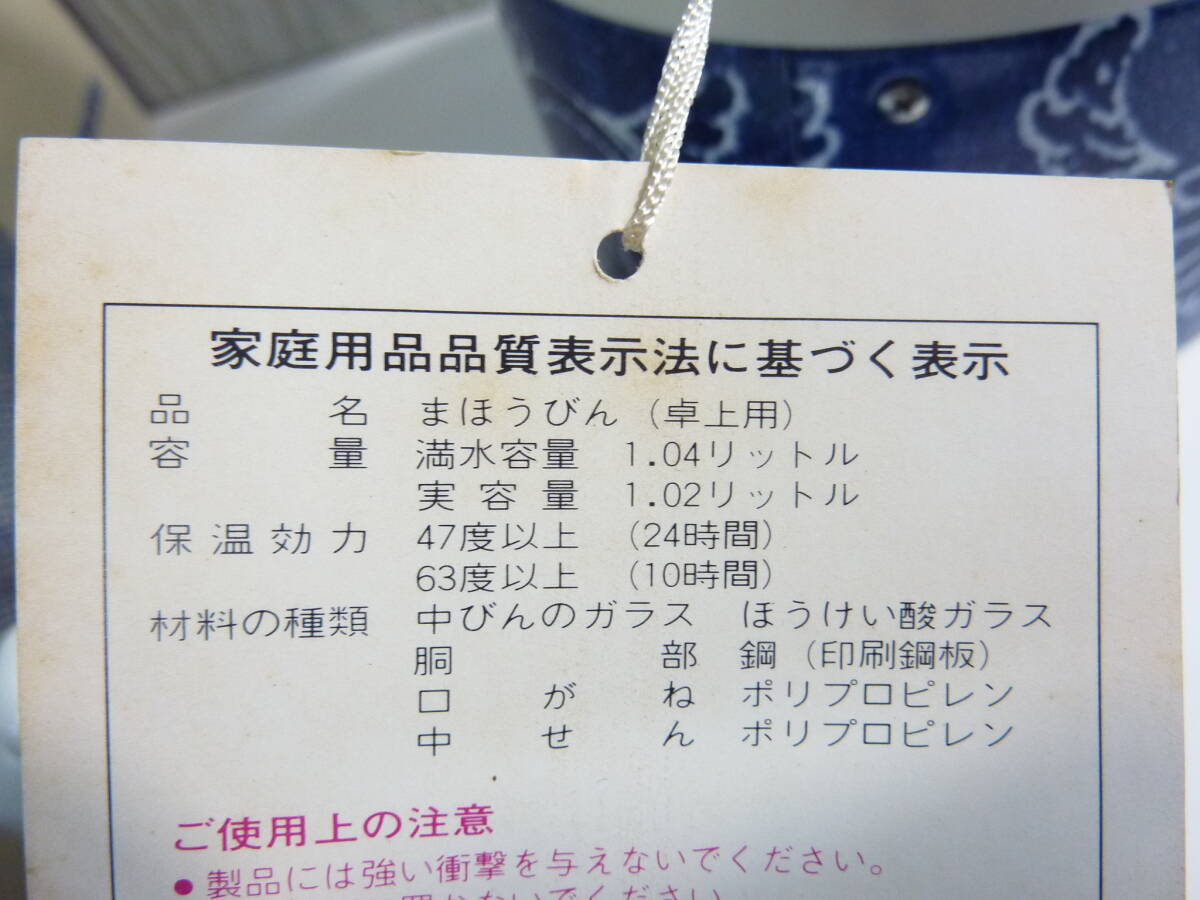 家庭用品品質表示法に基づく表示
品名 まほうびん (卓上用)
容量 満水容量 1.04リットル
実容量 1.02リットル
保温効力 47度以上 (24時間)
63度以上 (10時間)
材料の種類 中びんのガラス ほうけい酸ガラス
胴部 鋼 (印刷鋼板)
口がね ポリプロピレン
中せん ポリプロピレン
ご使用上の注意
● 製品には強い衝撃を与えないでください。
ないでください